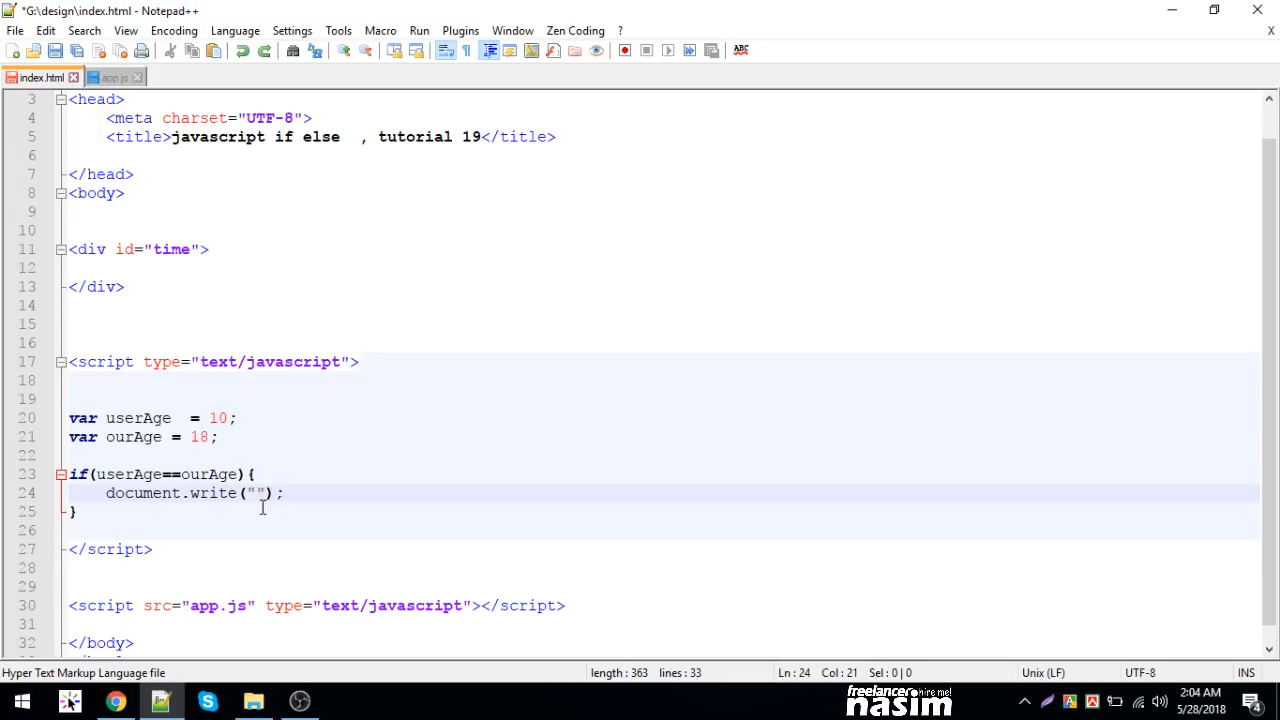 *G:\design\index.html - Notepad++
File Edit Search View Encoding Language Settings Tools Macro Run Plugins Window Zen Coding ? X
index.html app.js
3 <head>
4 <meta charset="UTF-8">
5 <title>javascript if else , tutorial 19</title>
6
7 </head>
8 <body>
9
10
11 <div id="time">
12
13 </div>
14
15
16
17 <script type="text/javascript">
18
19
20 var userAge = 10;
21 var ourAge = 18;
22
23 if(userAge==ourAge){
24 document.write("");
25 }
26
27 </script>
28
29
30 <script src="app.js" type="text/javascript"></script>
31
32 </body>
Hyper Text Markup Language file length : 363 lines : 33 Ln : 24 Col : 21 Sel : 0 | 0 Unix (LF) UTF-8 INS
freelancer hire me!
nasim
2:04 AM
5/28/2018
4